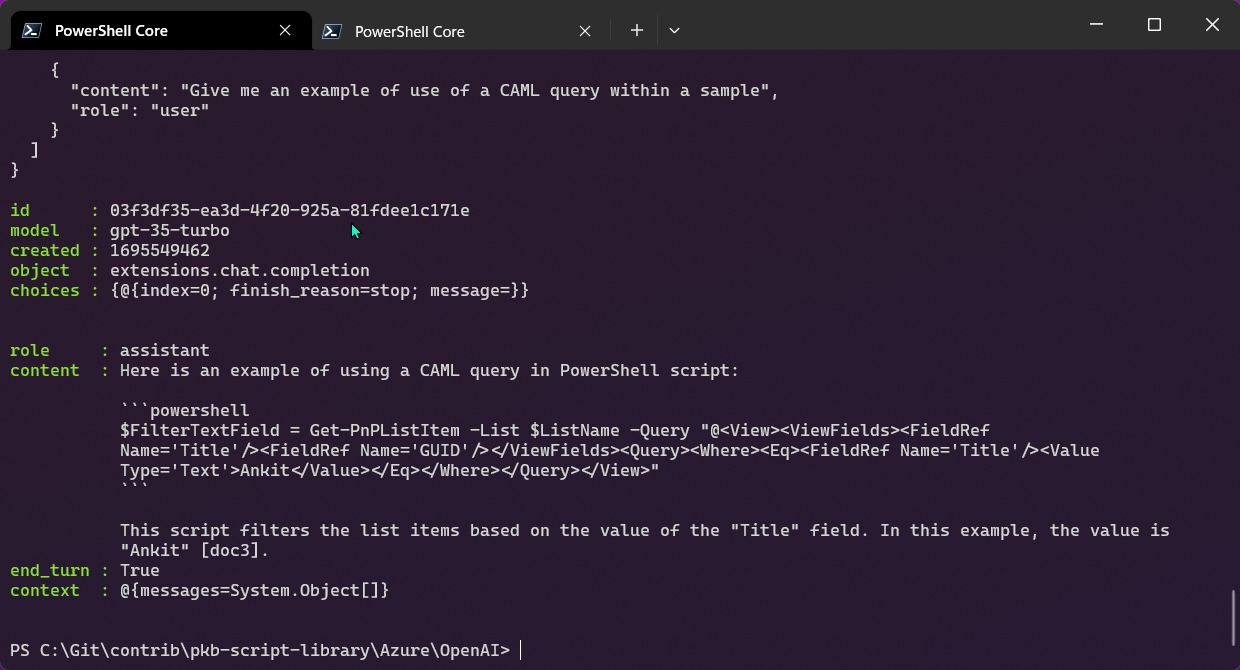 PowerShell Core
PowerShell Core
{
"content": "Give me an example of use of a CAML query within a sample",
"role": "user"
}
]
}
id : 03f3df35-ea3d-4f20-925a-81fdee1c171e
model : gpt-35-turbo
created : 1695549462
object : extensions.chat.completion
choices : {@{index=0; finish_reason=stop; message=}}
role : assistant
content : Here is an example of using a CAML query in PowerShell script:
```powershell
$FilterTextField = Get-PnPListItem -List $ListName -Query "@<View><ViewFields><FieldRef
Name='Title'/><FieldRef Name='GUID'/></ViewFields><Query><Where><Eq><FieldRef Name='Title'/><Value
Type='Text'>Ankit</Value></Eq></Where></Query></View>"
```
This script filters the list items based on the value of the "Title" field. In this example, the value is
"Ankit" [doc3].
end_turn : True
context : @{messages=System.Object[]}
PS C:\Git\contrib\pkb-script-library\Azure\OpenAI>